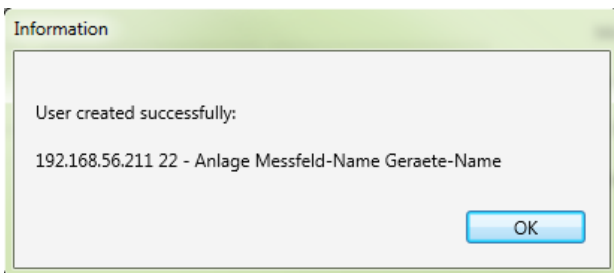 Information
User created successfully:
192.168.56.211 22 - Anlage Messfeld-Name Geraete-Name
OK